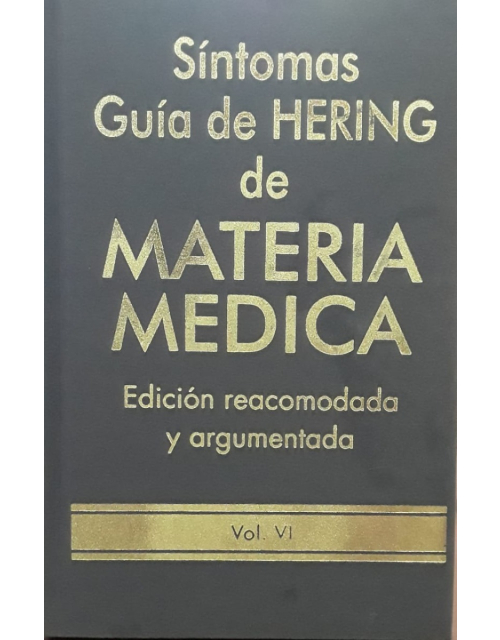 Síntomas
Guía de HERING
de
MATERIA
MEDICA
Edición reacomodada
y argumentada
Vol. VI